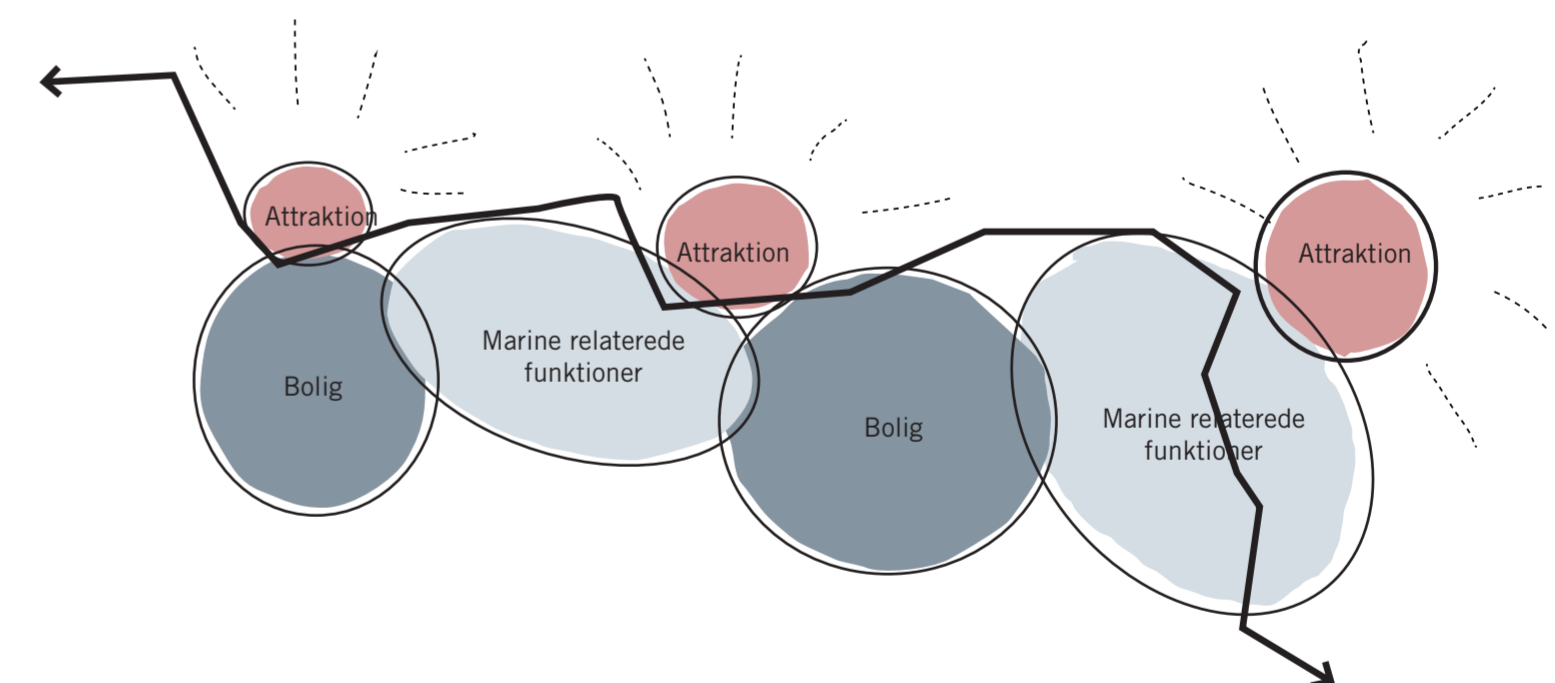 Attraktion
Attraktion
Attraktion
Marine relaterede
funktioner
Bolig
Bolig
Marine relaterede
funktioner